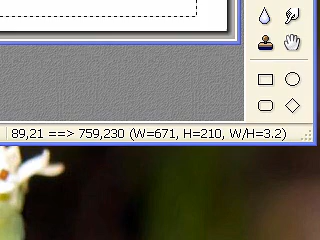 89,21 ==> 759,230 (W=671, H=210, W/H=3.2)